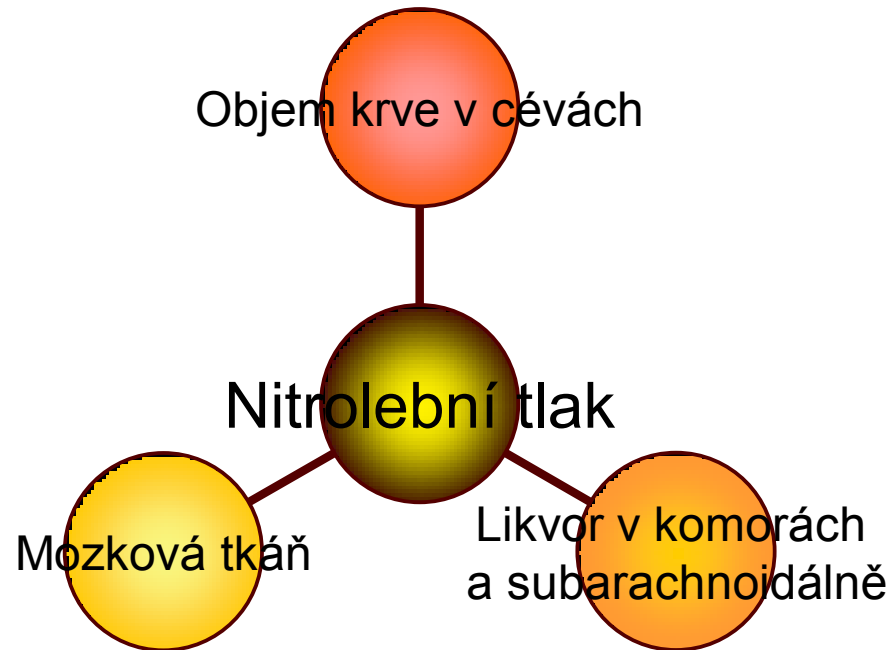 Objem krve v cévách
Nitrolební tlak
Mozková tkáň
Likvor v komorách
a subarachnoidálně